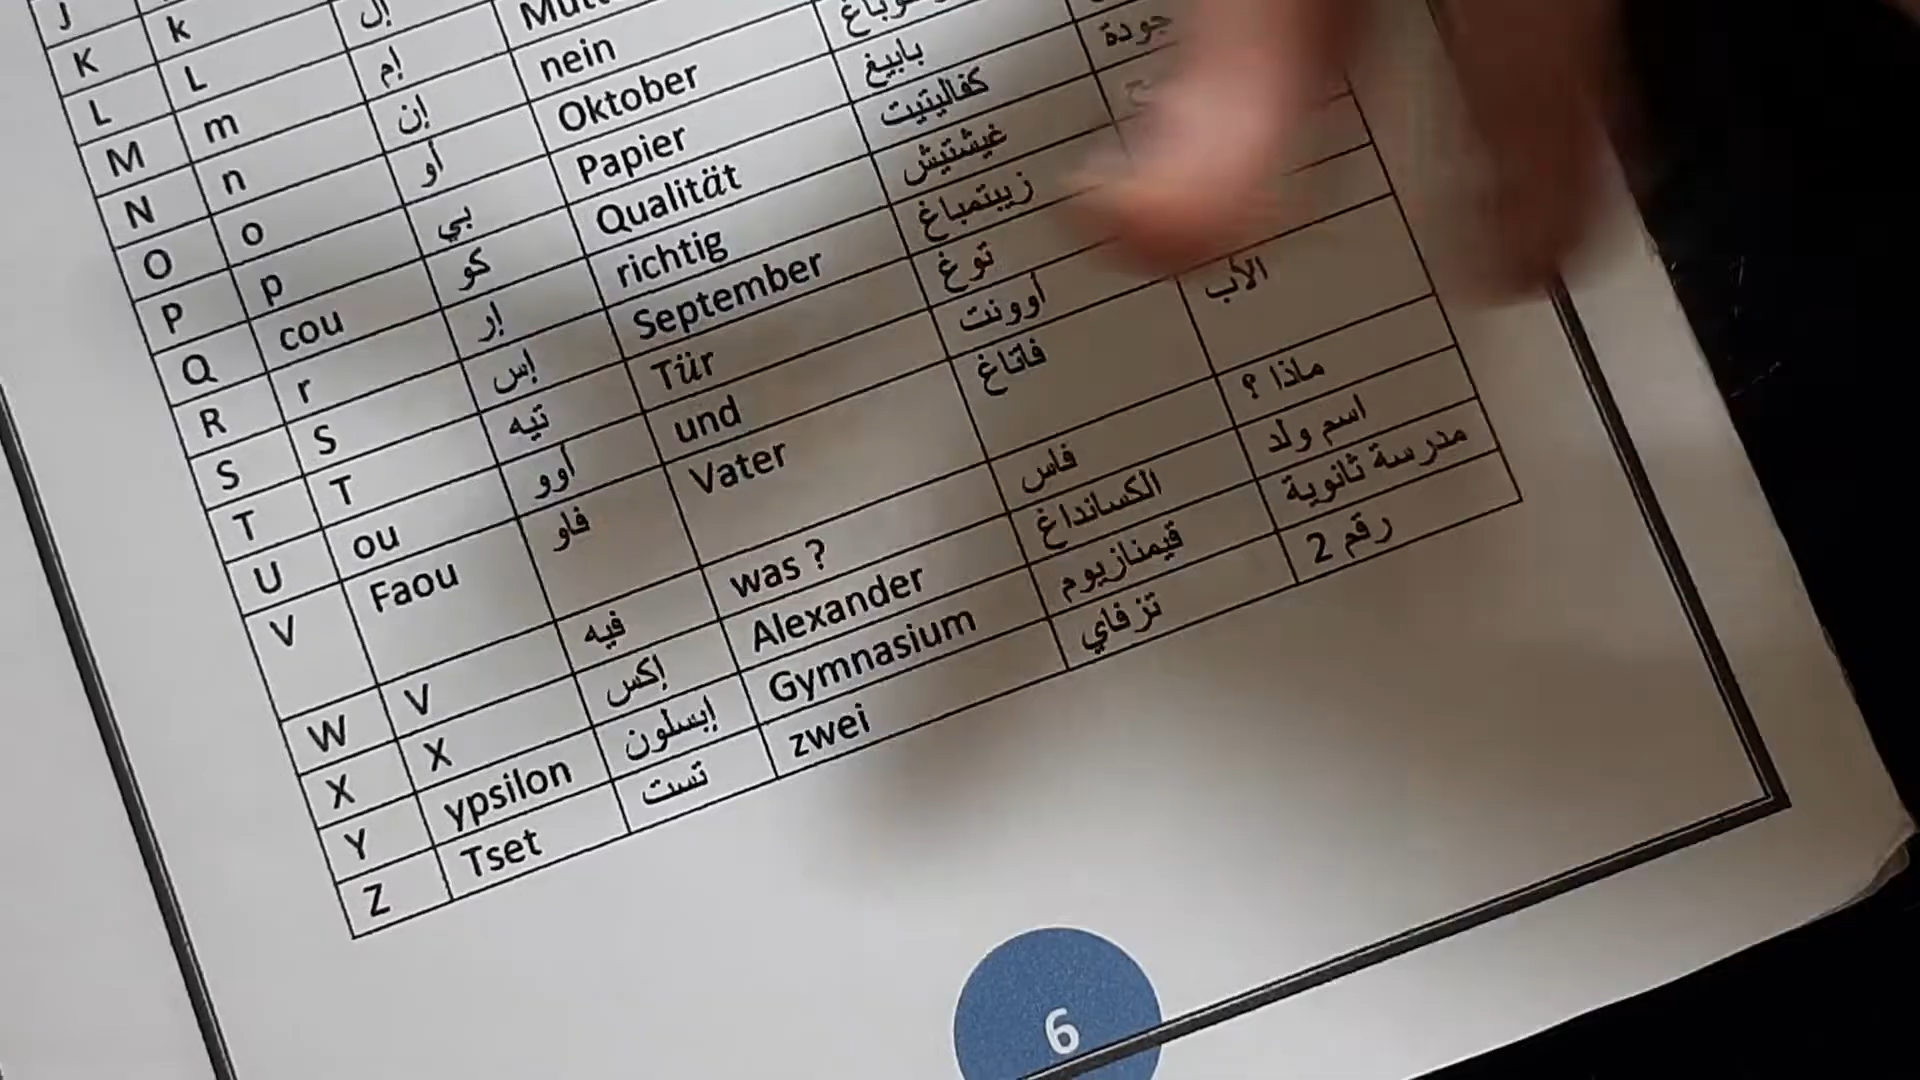 J
K k
L L إل
M m إم
N n إن nein
O o أو Oktober
P p بي Papier بابيغ
Q cou كو Qualität كفاليتيت جودة
R r إر richtig غيشتيش
S S إس September زيبتمباغ
T T تيه Tür توغ
U ou أوو und أوونت
V Faou فاو Vater فاتاغ الأب
W V فيه was ? فاس ماذا ؟
X X إكس Alexander الكسانداغ اسم ولد
Y ypsilon إبسلون Gymnasium قيمنازيوم مدرسة ثانوية
Z Tset تست zwei تزفاي رقم 2
6